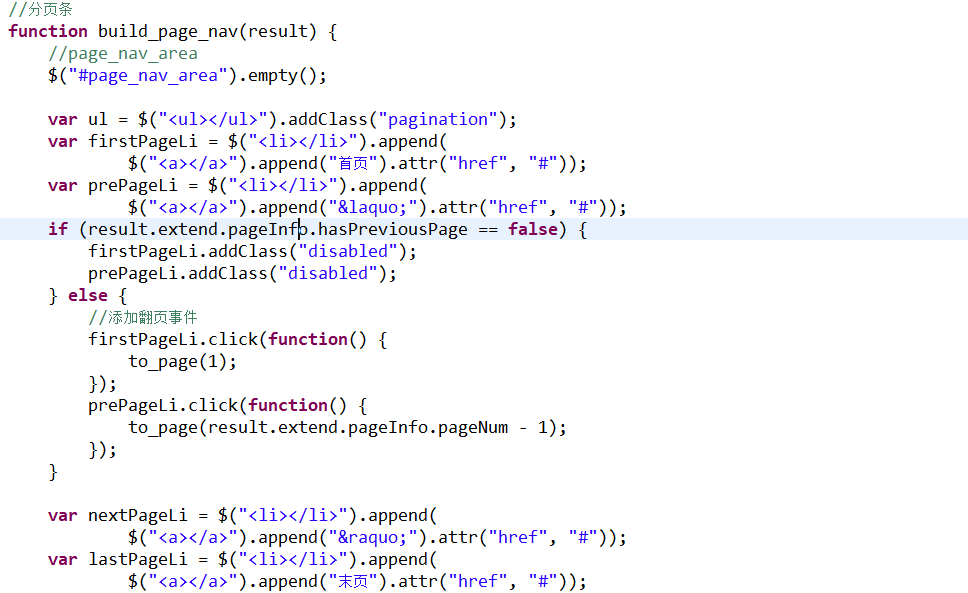 //分页条
function build_page_nav(result) {
    //page_nav_area
    $("#page_nav_area").empty();

    var ul = $("<ul></ul>").addClass("pagination");
    var firstPageLi = $("<li></li>").append(
            $("<a></a>").append("首页").attr("href", "#"));
    var prePageLi = $("<li></li>").append(
            $("<a></a>").append("&laquo;").attr("href", "#"));
    if (result.extend.pageInfo.hasPreviousPage == false) {
        firstPageLi.addClass("disabled");
        prePageLi.addClass("disabled");
    } else {
        //添加翻页事件
        firstPageLi.click(function() {
            to_page(1);
        });
        prePageLi.click(function() {
            to_page(result.extend.pageInfo.pageNum - 1);
        });
    }

    var nextPageLi = $("<li></li>").append(
            $("<a></a>").append("&raquo;").attr("href", "#"));
    var lastPageLi = $("<li></li>").append(
            $("<a></a>").append("末页").attr("href", "#"));